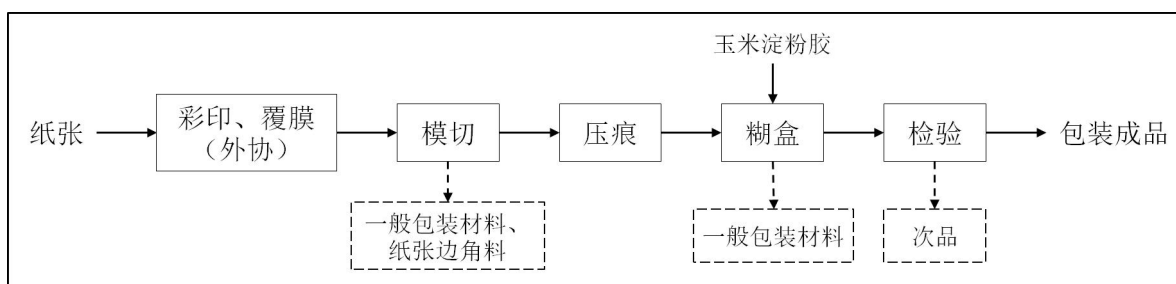 玉米淀粉胶
纸张
彩印、覆膜
（外协）
模切
压痕
糊盒
检验
包装成品
一般包装材料、
纸张边角料
一般包装材料
次品